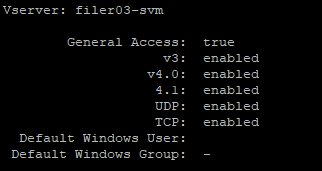 Vserver: filer03-svm
General Access: true
v3: enabled
v4.0: enabled
4.1: enabled
UDP: enabled
TCP: enabled
Default Windows User:
Default Windows Group: -